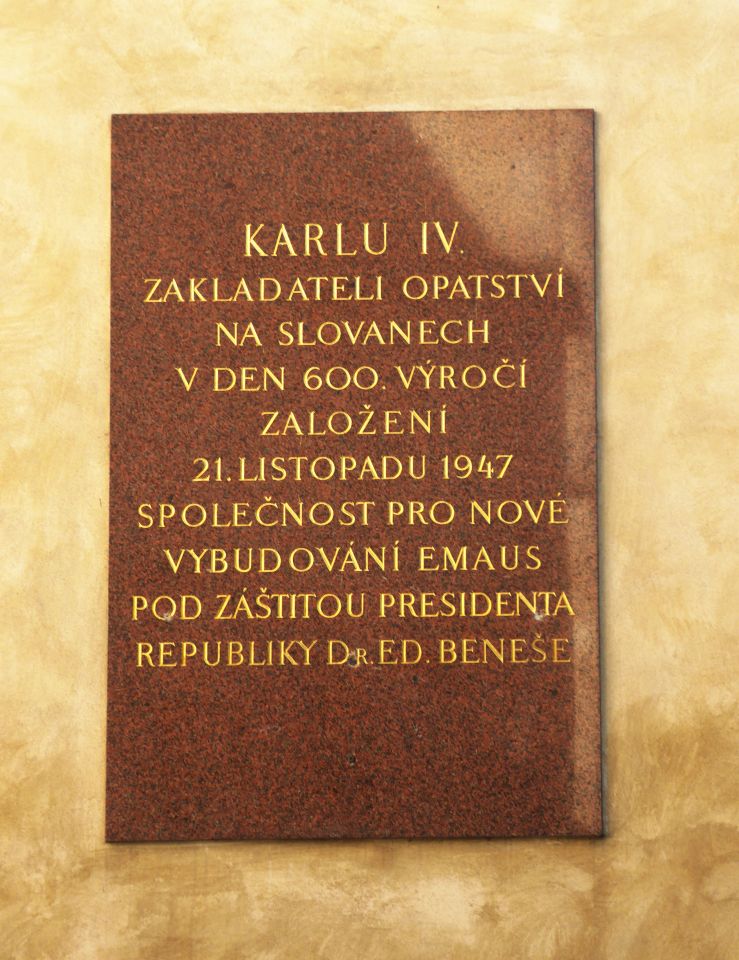 KARLU IV.
ZAKLADATELI OPATSTVÍ
NA SLOVANECH
V DEN 600. VÝROČÍ
ZALOŽENÍ
21. LISTOPADU 1947
SPOLEČNOST PRO NOVÉ
VYBUDOVÁNÍ EMAUS
POD ZÁŠTITOU PRESIDENTA
REPUBLIKY DR. ED. BENEŠE